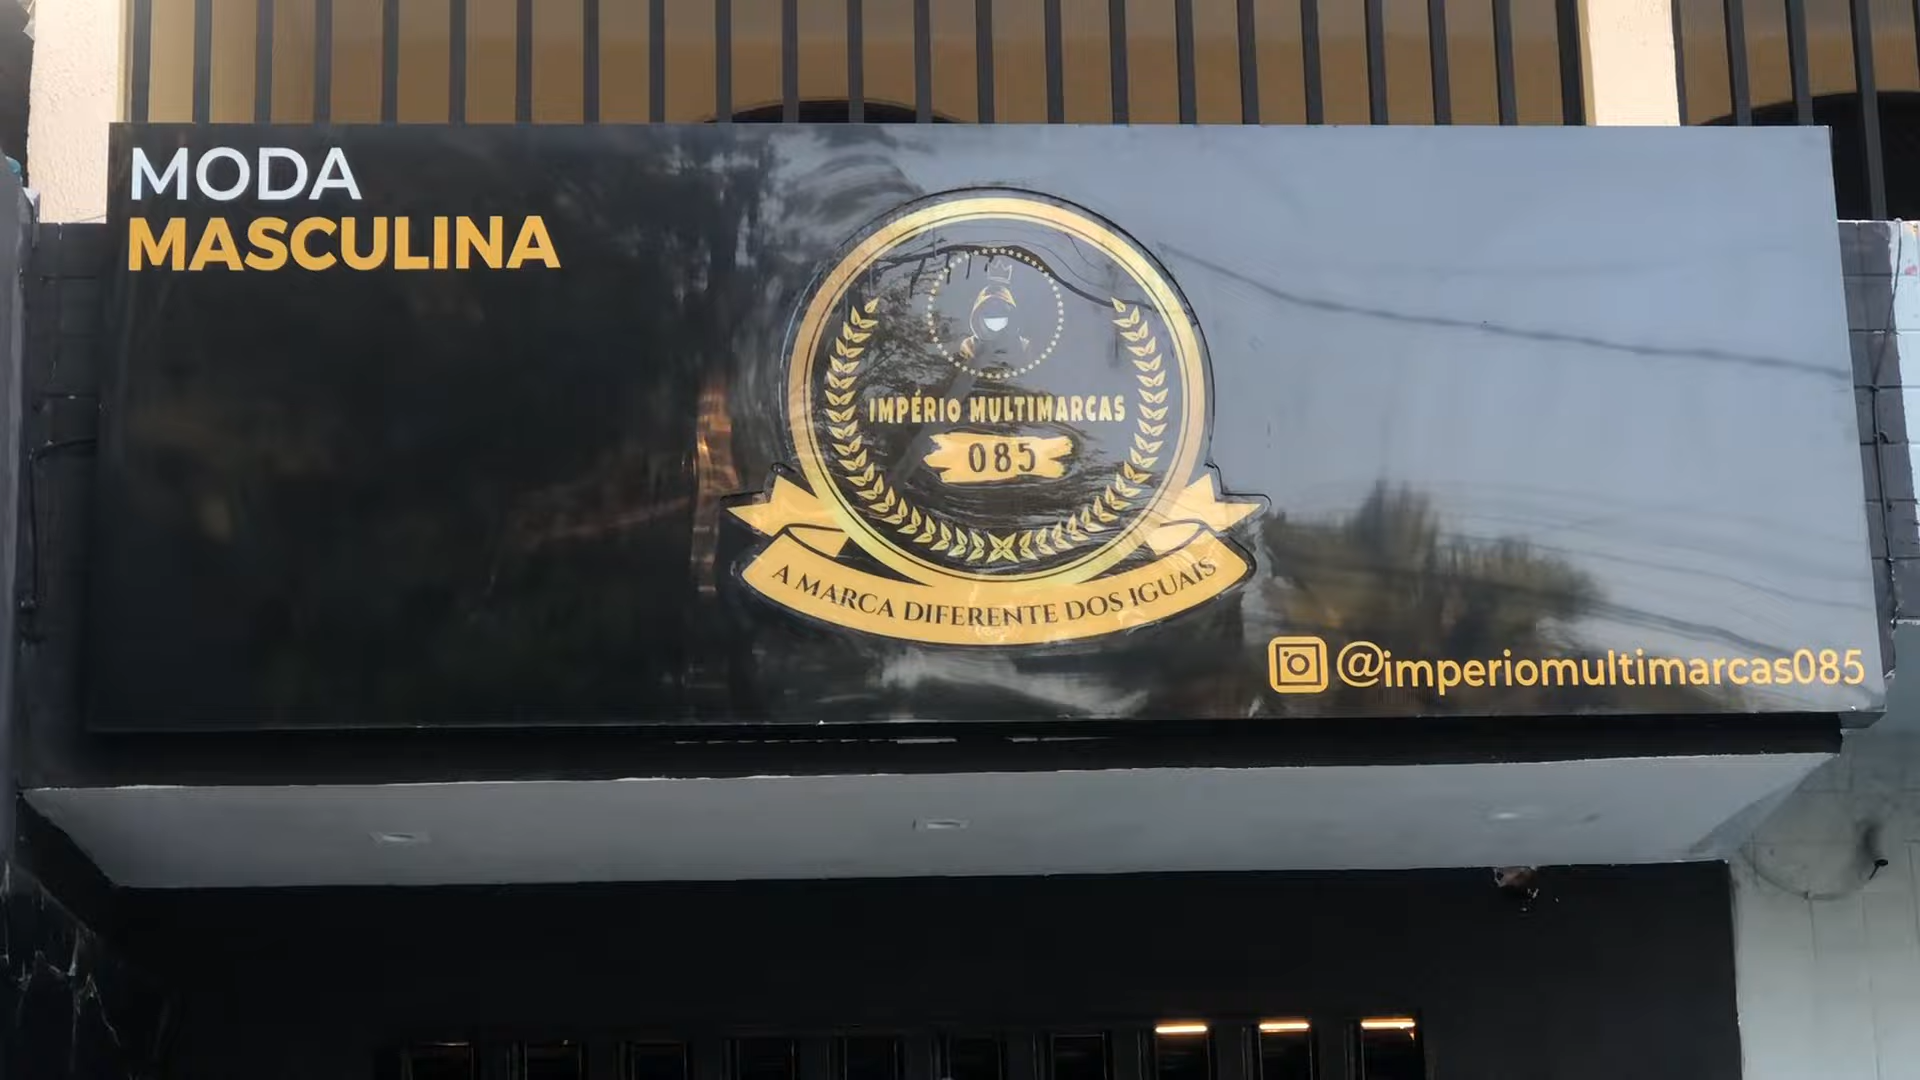 MODA
MASCULINA
IMPÉRIO MULTIMARCAS
085
A MARCA DIFERENTE DOS IGUAIS
@imperiomultimarcas085